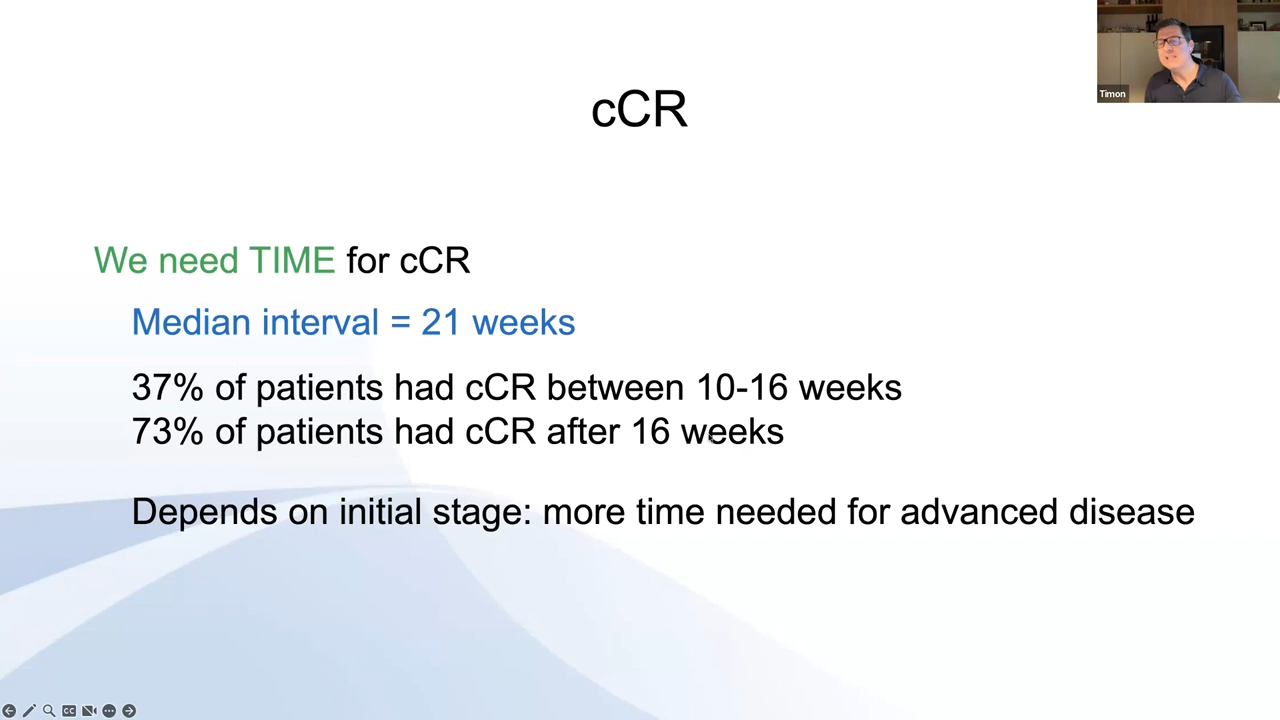 Timon
cCR
We need TIME for cCR
Median interval = 21 weeks
37% of patients had cCR between 10-16 weeks
73% of patients had cCR after 16 weeks
Depends on initial stage: more time needed for advanced disease
CC